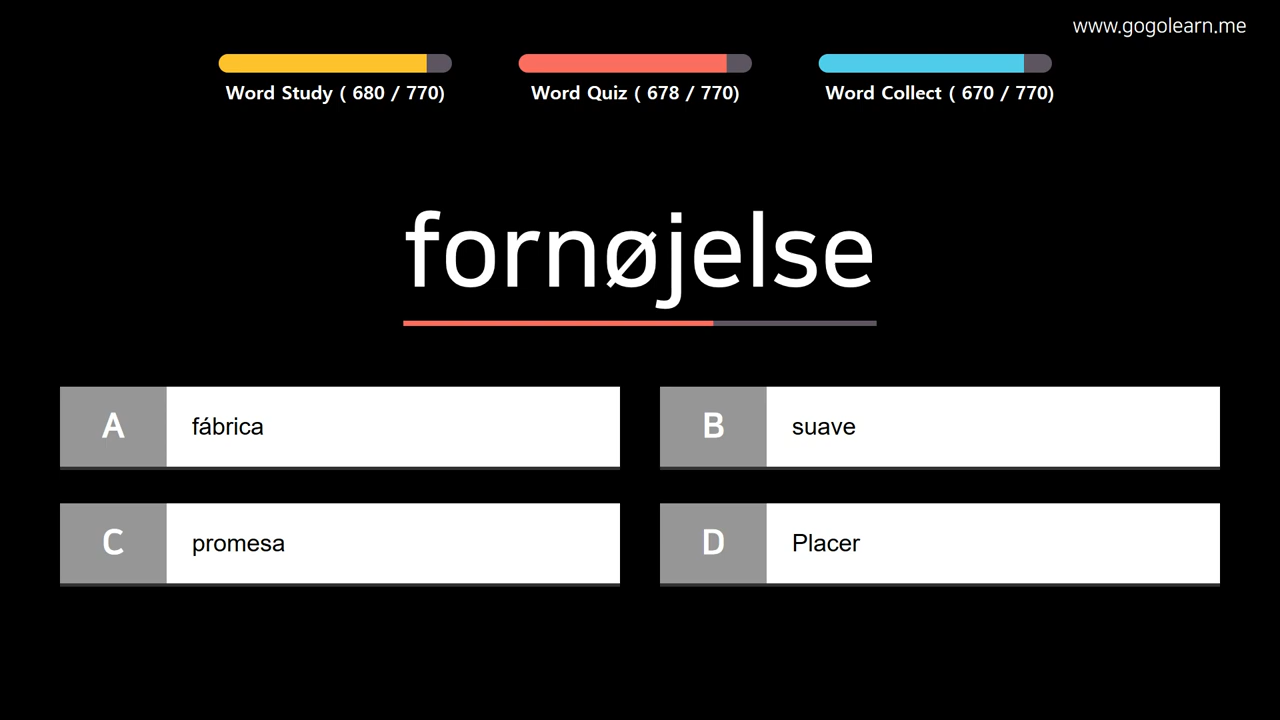 www.gogolearn.me
Word Study ( 680 / 770)
Word Quiz ( 678 / 770)
Word Collect ( 670 / 770)
fornøjelse
A
fábrica
B
suave
C
promesa
D
Placer